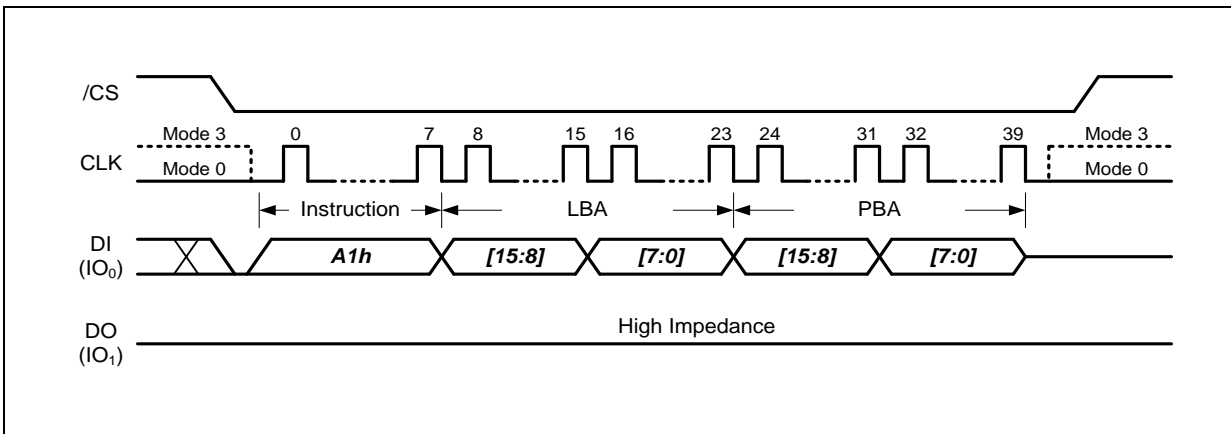 /CS
Mode 3 0 7 8 15 16 23 24 31 32 39 Mode 3
CLK
Mode 0 Mode 0
Instruction LBA PBA
DI
(IO₀)
A1h [15:8] [7:0] [15:8] [7:0]
High Impedance
DO
(IO₁)